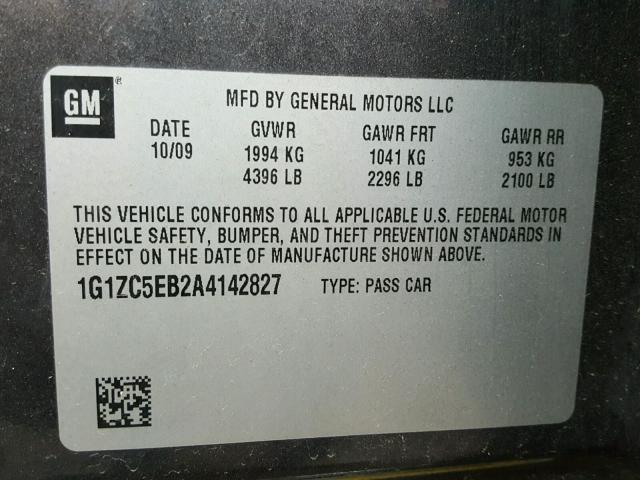 GM®
MFD BY GENERAL MOTORS LLC
DATE GVWR GAWR FRT GAWR RR
10/09 1994 KG 1041 KG 953 KG
4396 LB 2296 LB 2100 LB
THIS VEHICLE CONFORMS TO ALL APPLICABLE U.S. FEDERAL MOTOR
VEHICLE SAFETY, BUMPER, AND THEFT PREVENTION STANDARDS IN
EFFECT ON THE DATE OF MANUFACTURE SHOWN ABOVE.
1G1ZC5EB2A4142827 TYPE: PASS CAR